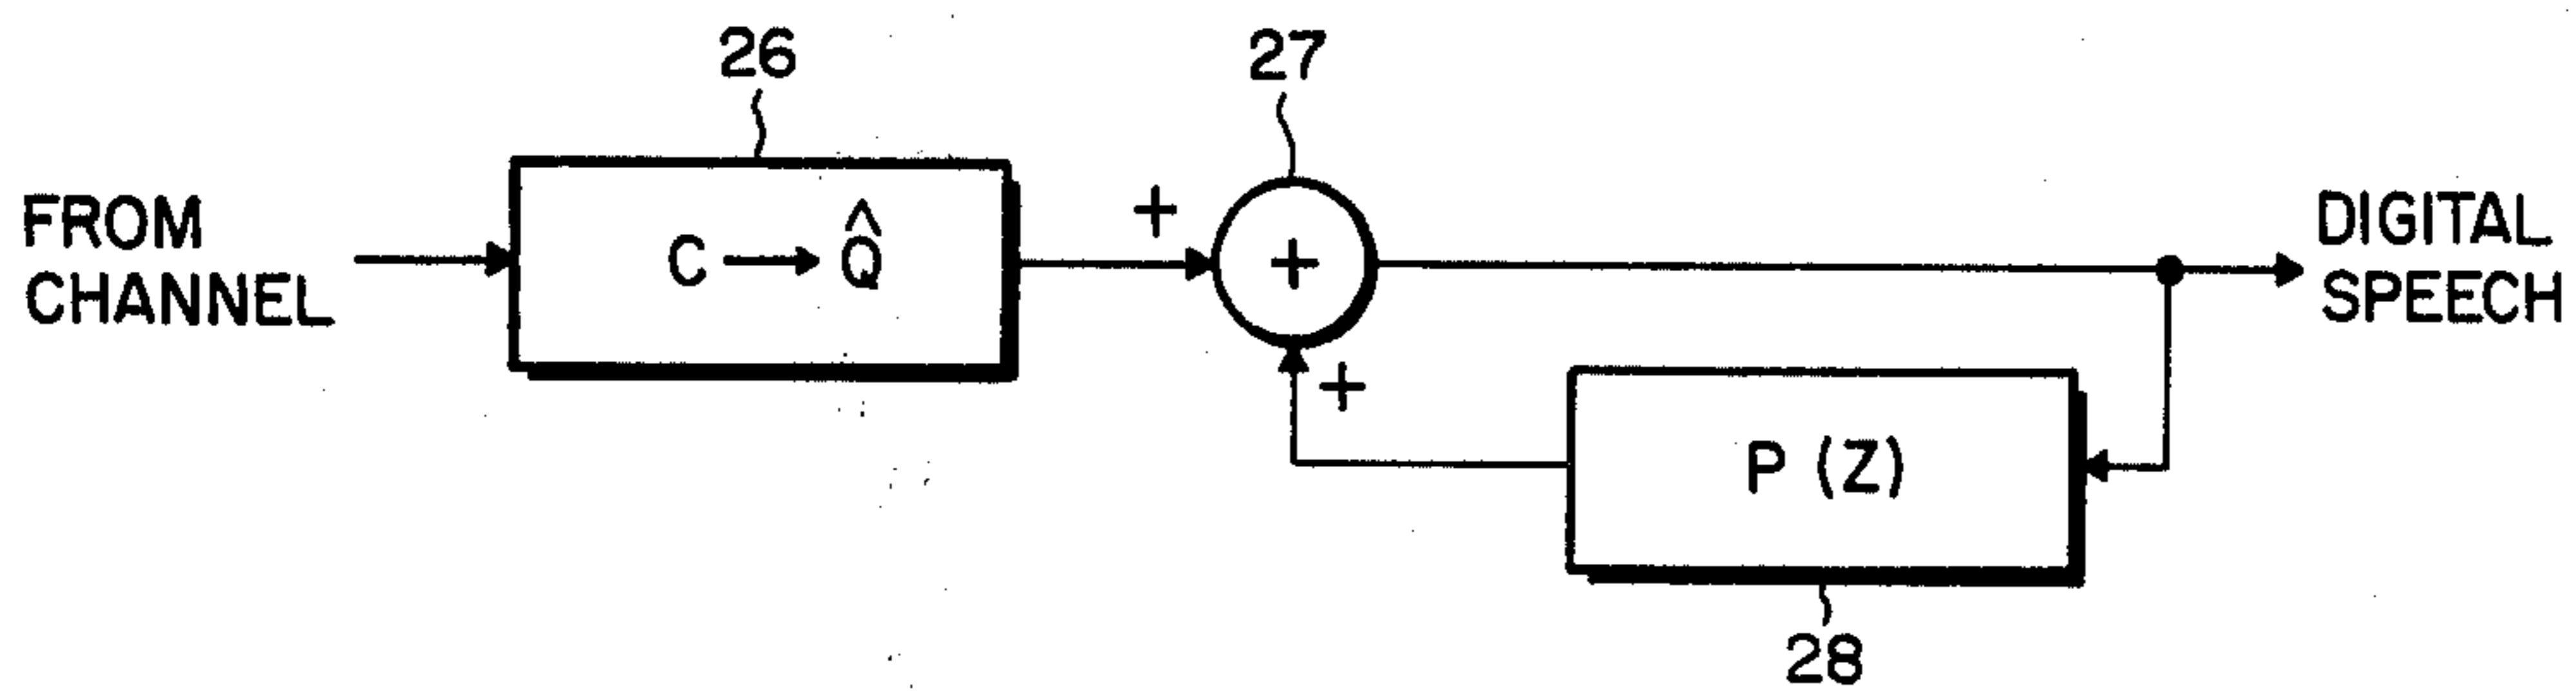 26
27
FROM
CHANNEL
C → Q̂
+
+
+
DIGITAL
SPEECH
P (Z)
28